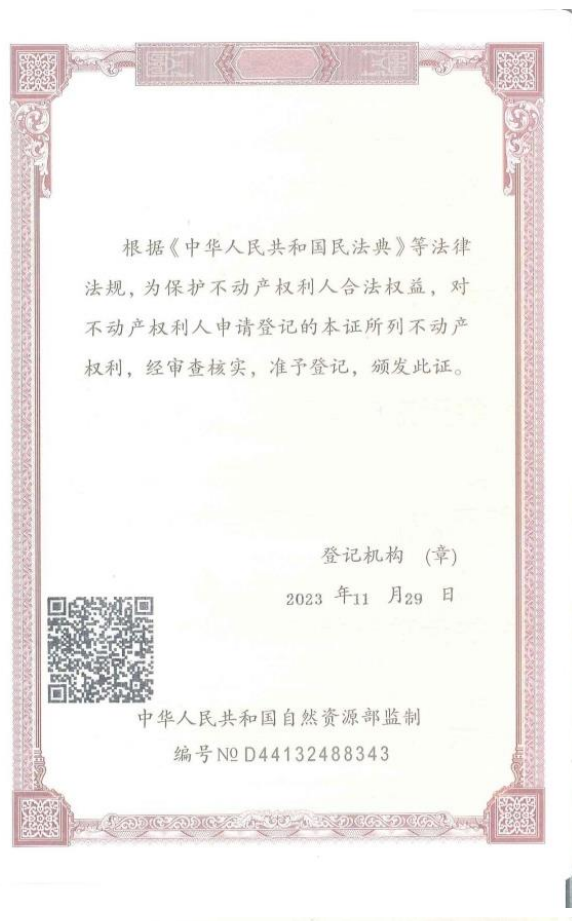 根据《中华人民共和国民法典》等法律
法规，为保护不动产权利人合法权益，对
不动产权利人申请登记的本证所列不动产
权利，经审查核实，准予登记，颁发此证。
登记机构 (章)
2023 年11 月29 日
中华人民共和国自然资源部监制
编号№ D44132488343